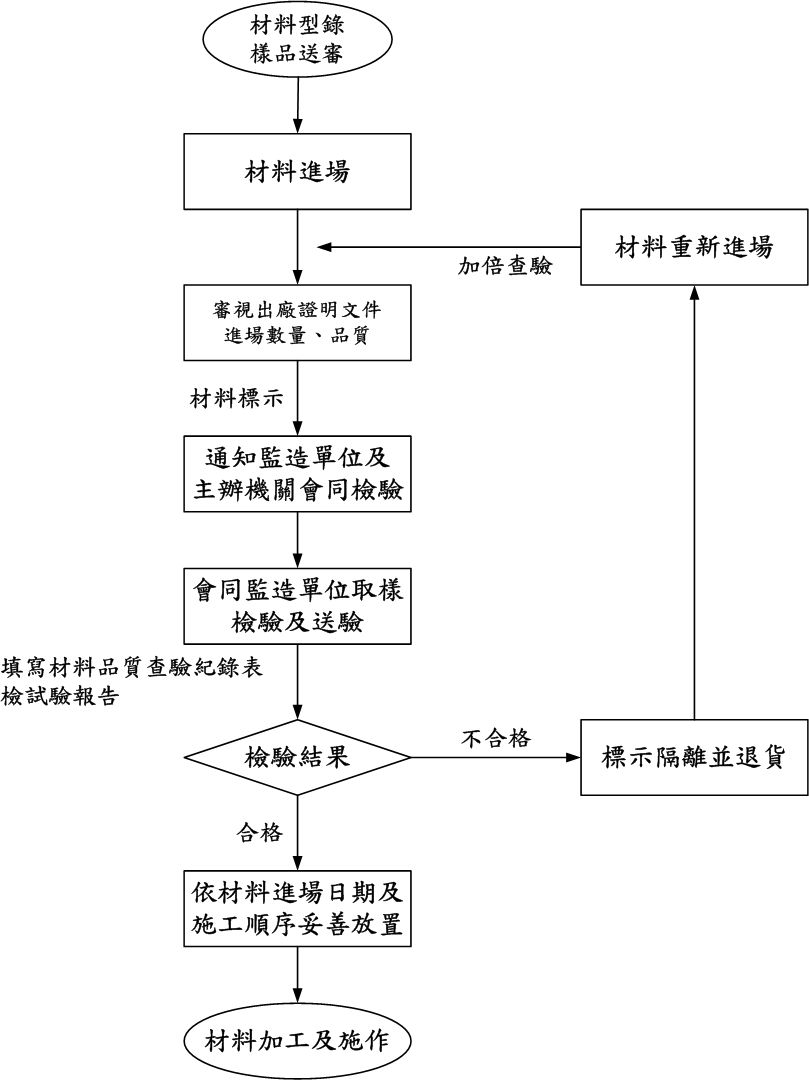 材料型錄
樣品送審
材料進場
材料重新進場
加倍查驗
審視出廠證明文件
進場數量、品質
材料標示
通知監造單位及
主辦機關會同檢驗
會同監造單位取樣
檢驗及送驗
填寫材料品質查驗紀錄表
檢試驗報告
檢驗結果
不合格
標示隔離並退貨
合格
依材料進場日期及
施工順序妥善放置
材料加工及施作